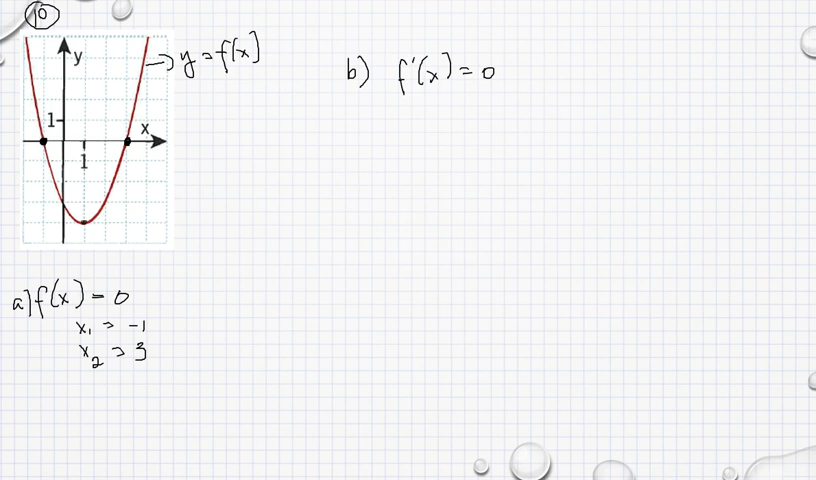 10
y
→ y = f(x)
1
x
1
b) f'(x) = 0
a) f(x) = 0
x₁ = -1
x₂ = 3